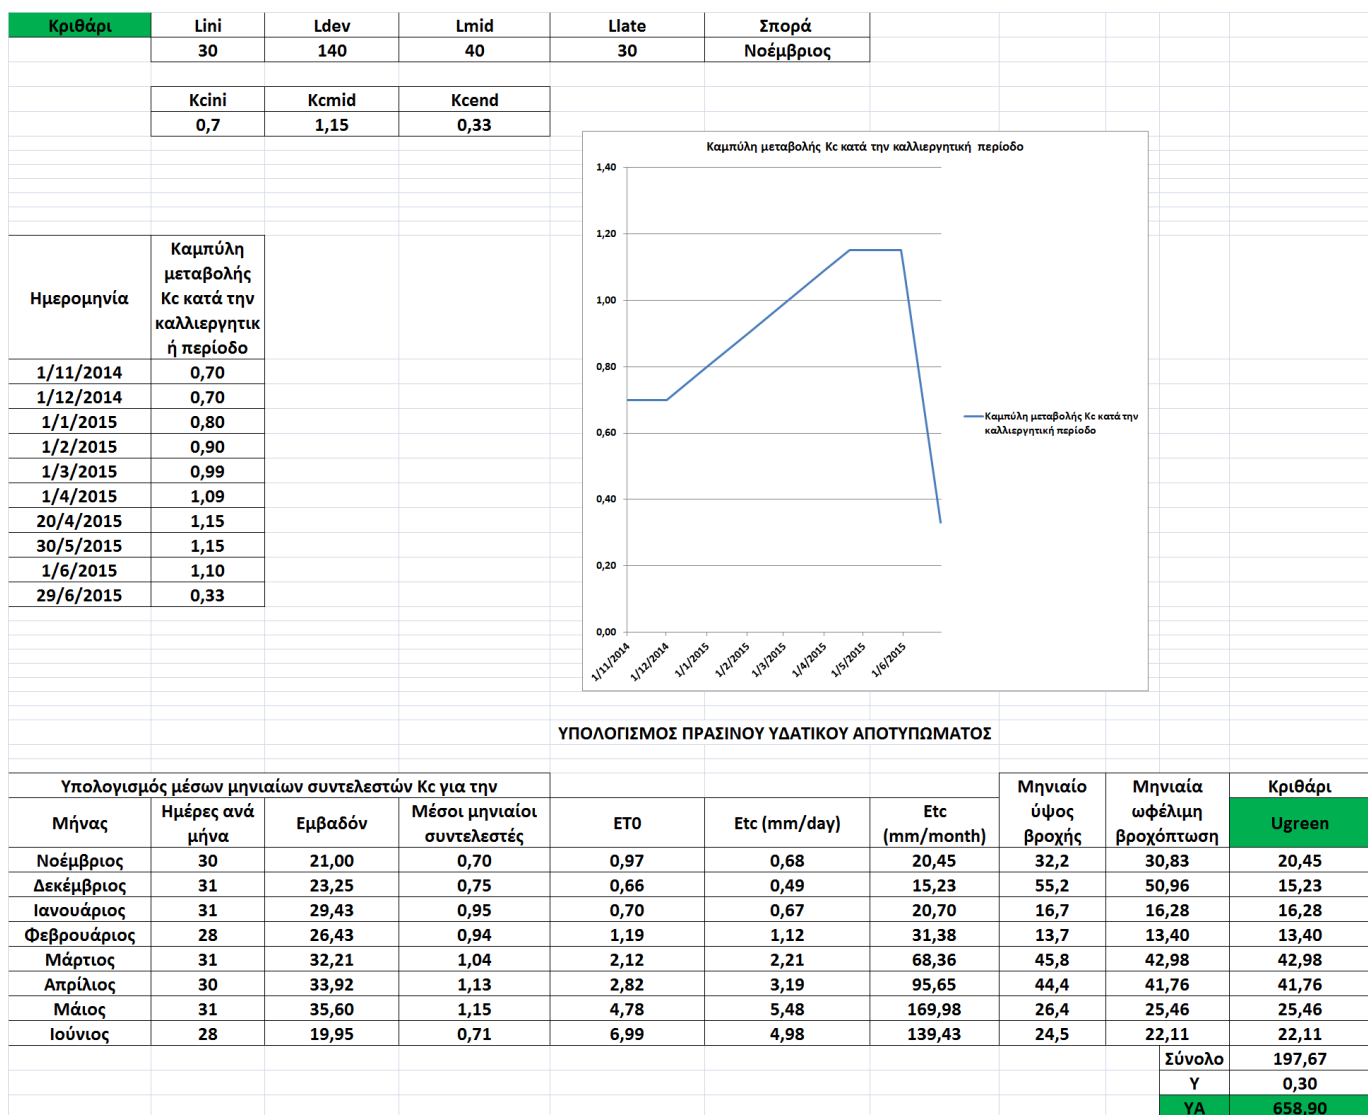 Κριθάρι Lini Ldev Lmid Llate Σπορά
30 140 40 30 Νοέμβριος
Kcini Kcmid Kcend
0,7 1,15 0,33
Ημερομηνία
Καμπύλη
μεταβολής
Kc κατά την
καλλιεργητικ
ή περίοδο
1/11/2014 0,70
1/12/2014 0,70
1/1/2015 0,80
1/2/2015 0,90
1/3/2015 0,99
1/4/2015 1,09
20/4/2015 1,15
30/5/2015 1,15
1/6/2015 1,10
29/6/2015 0,33
Καμπύλη μεταβολής Kc κατά την καλλιεργητική περίοδο
1,40
1,20
1,00
0,80
0,60
0,40
0,20
0,00
1/11/2014 1/12/2014 1/1/2015 1/2/2015 1/3/2015 1/4/2015 1/5/2015 1/6/2015
Καμπύλη μεταβολής Kc κατά την
καλλιεργητική περίοδο
ΥΠΟΛΟΓΙΣΜΟΣ ΠΡΑΣΙΝΟΥ ΥΔΑΤΙΚΟΥ ΑΠΟΤΥΠΩΜΑΤΟΣ
Υπολογισμός μέσων μηνιαίων συντελεστών Kc για την
Μήνας
Ημέρες ανά
μήνα
Εμβαδόν
Μέσοι μηνιαίοι
συντελεστές
ET0
Etc (mm/day)
Etc
(mm/month)
Μηνιαίο
ύψος
βροχής
Μηνιαία
ωφέλιμη
βροχόπτωση
Κριθάρι
Ugreen
Νοέμβριος 30 21,00 0,70 0,97 0,68 20,45 32,2 30,83 20,45
Δεκέμβριος 31 23,25 0,75 0,66 0,49 15,23 55,2 50,96 15,23
Ιανουάριος 31 29,43 0,95 0,70 0,67 20,70 16,7 16,28 16,28
Φεβρουάριος 28 26,43 0,94 1,19 1,12 31,38 13,7 13,40 13,40
Μάρτιος 31 32,21 1,04 2,12 2,21 68,36 45,8 42,98 42,98
Απρίλιος 30 33,92 1,13 2,82 3,19 95,65 44,4 41,76 41,76
Μάιος 31 35,60 1,15 4,78 5,48 169,98 26,4 25,46 25,46
Ιούνιος 28 19,95 0,71 6,99 4,98 139,43 24,5 22,11 22,11
Σύνολο 197,67
Y 0,30
ΥΑ 658,90